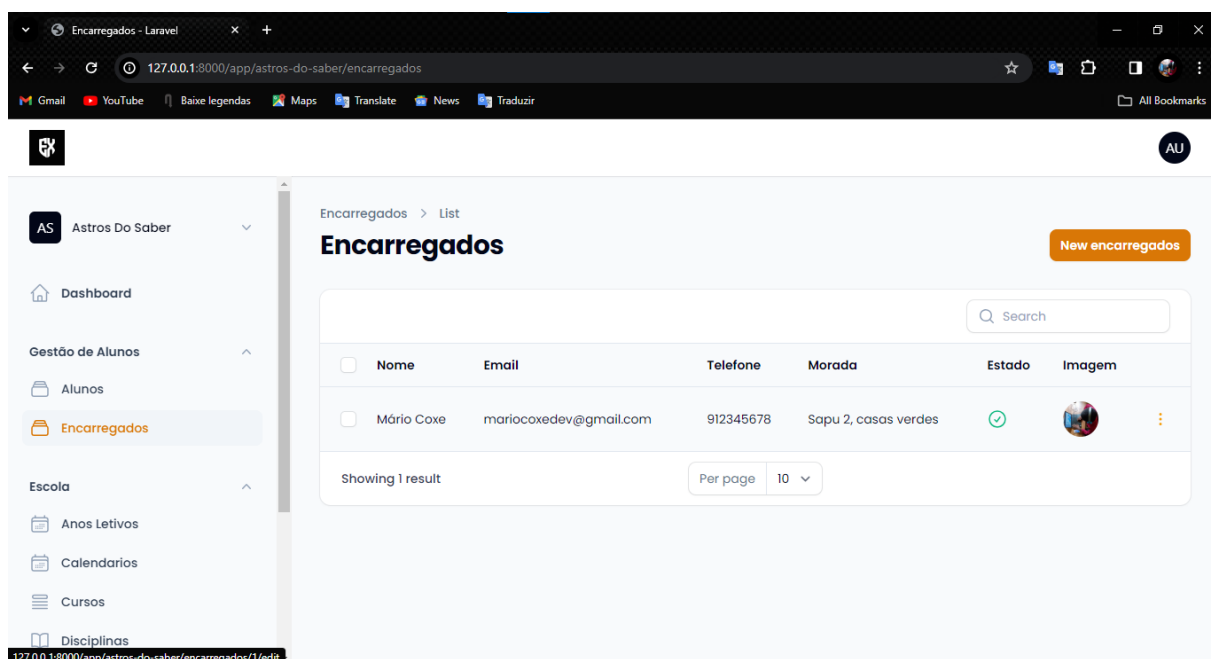 Encarregados - Laravel
127.0.0.1:8000/app/astros-do-saber/encarregados
Gmail YouTube Baixe legendas Maps Translate News Traduzir All Bookmarks
EX AU
AS Astros Do Saber
Dashboard
Gestão de Alunos
Alunos
Encarregados
Escola
Anos Letivos
Calendarios
Cursos
Disciplinas
Encarregados > List
Encarregados New encarregados
Search
Nome Email Telefone Morada Estado Imagem
Mário Coxe mariocoxedev@gmail.com 912345678 Sapu 2, casas verdes
Showing 1 result Per page 10
127.0.0.1:8000/app/astros-do-saber/encarregados/1/edit